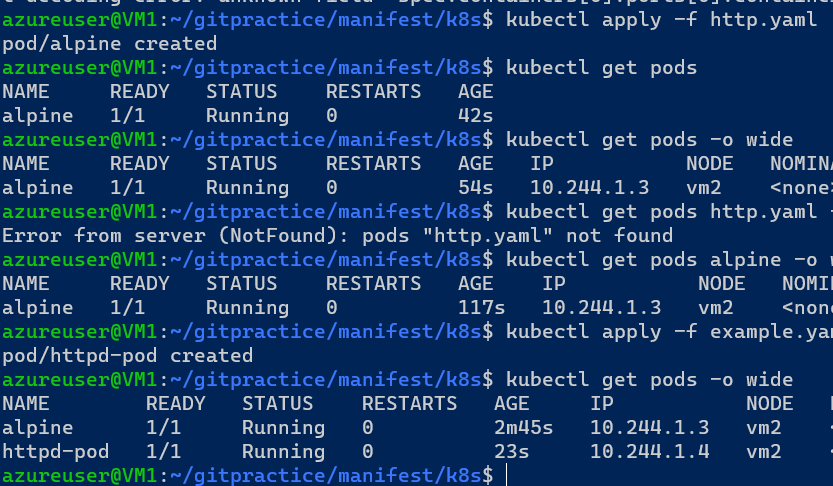 azureuser@VM1:~/gitpractice/manifest/k8s$ kubectl apply -f http.yaml
pod/alpine created
azureuser@VM1:~/gitpractice/manifest/k8s$ kubectl get pods
NAME READY STATUS RESTARTS AGE
alpine 1/1 Running 0 42s
azureuser@VM1:~/gitpractice/manifest/k8s$ kubectl get pods -o wide
NAME READY STATUS RESTARTS AGE IP NODE NOMIN
alpine 1/1 Running 0 54s 10.244.1.3 vm2 <none>
azureuser@VM1:~/gitpractice/manifest/k8s$ kubectl get pods http.yaml -
Error from server (NotFound): pods "http.yaml" not found
azureuser@VM1:~/gitpractice/manifest/k8s$ kubectl get pods alpine -o w
NAME READY STATUS RESTARTS AGE IP NODE NOMI
alpine 1/1 Running 0 117s 10.244.1.3 vm2 <non
azureuser@VM1:~/gitpractice/manifest/k8s$ kubectl apply -f example.ya
pod/httpd-pod created
azureuser@VM1:~/gitpractice/manifest/k8s$ kubectl get pods -o wide
NAME READY STATUS RESTARTS AGE IP NODE
alpine 1/1 Running 0 2m45s 10.244.1.3 vm2 <
httpd-pod 1/1 Running 0 23s 10.244.1.4 vm2 <
azureuser@VM1:~/gitpractice/manifest/k8s$